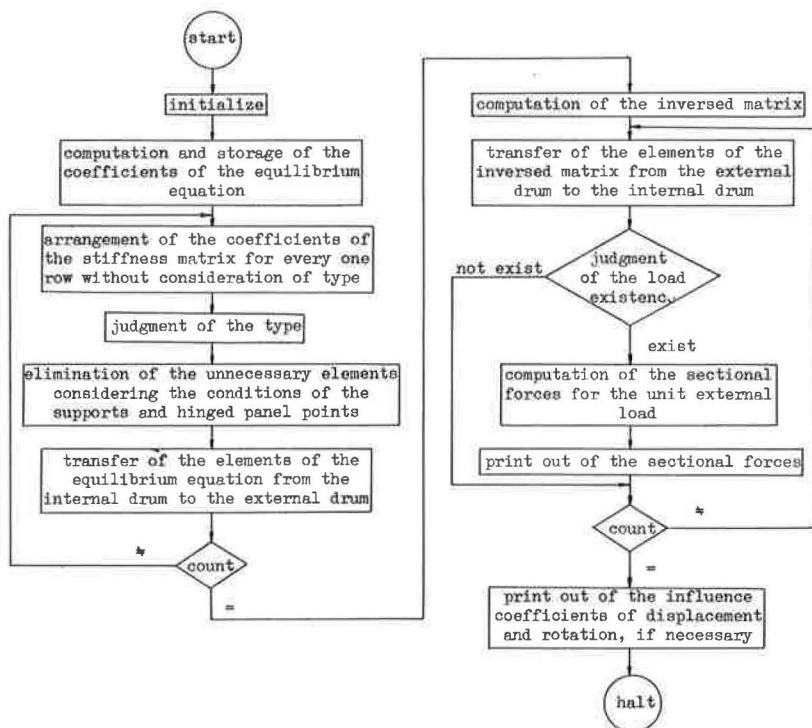 start
initialize
computation and storage of the
coefficients of the equilibrium
equation
arrangement of the coefficients of
the stiffness matrix for every one
row without consideration of type
judgment of the type
elimination of the unnecessary elements
considering the conditions of the
supports and hinged panel points
transfer of the elements of the
equilibrium equation from the
internal drum to the external drum
≒
count
=
computation of the inversed matrix
transfer of the elements of the
inversed matrix from the external
drum to the internal drum
not exist
judgment
of the load
existenc
exist
computation of the sectional
forces for the unit external
load
print out of the sectional forces
count
≒
=
print out of the influence
coefficients of displacement
and rotation, if necessary
halt